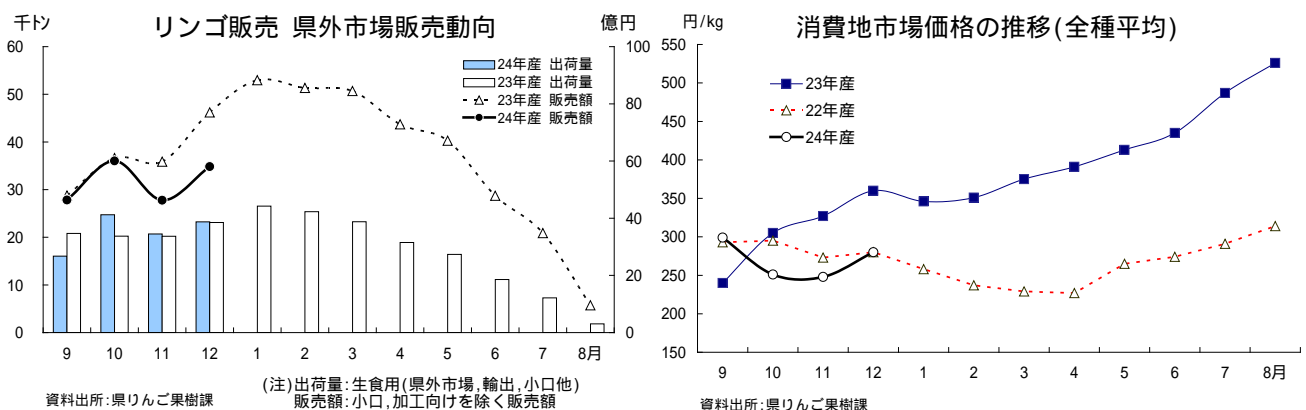 千トン
リンゴ販売 県外市場販売動向
億円
60
50
40
30
20
10
0
100
80
60
40
20
0
24年産 出荷量
23年産 出荷量
23年産 販売額
24年産 販売額
9 10 11 12 1 2 3 4 5 6 7 8月
(注)出荷量:生食用(県外市場,輸出,小口他)
販売額:小口,加工向けを除く販売額
資料出所:県りんご果樹課
円/kg
消費地市場価格の推移(全種平均)
550
500
450
400
350
300
250
200
150
23年産
22年産
24年産
9 10 11 12 1 2 3 4 5 6 7 8月
資料出所:県りんご果樹課